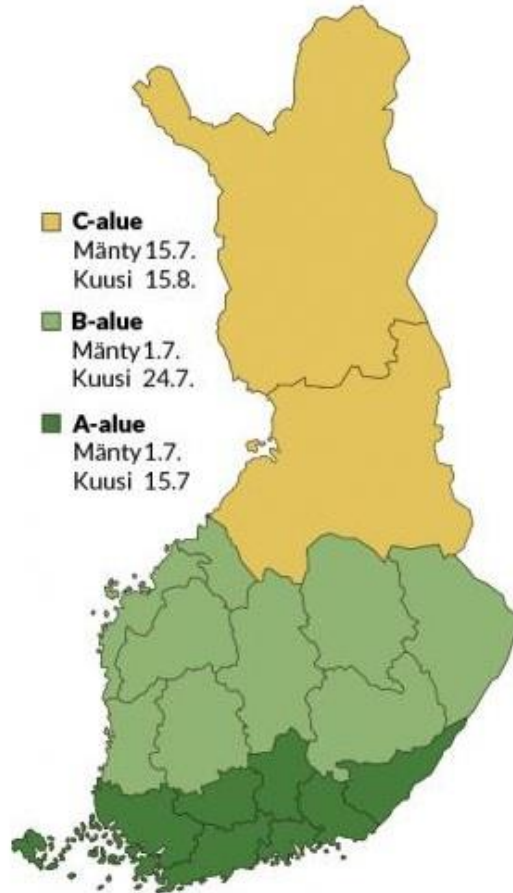 C-alue
Mänty 15.7.
Kuusi 15.8.
B-alue
Mänty 1.7.
Kuusi 24.7.
A-alue
Mänty 1.7.
Kuusi 15.7